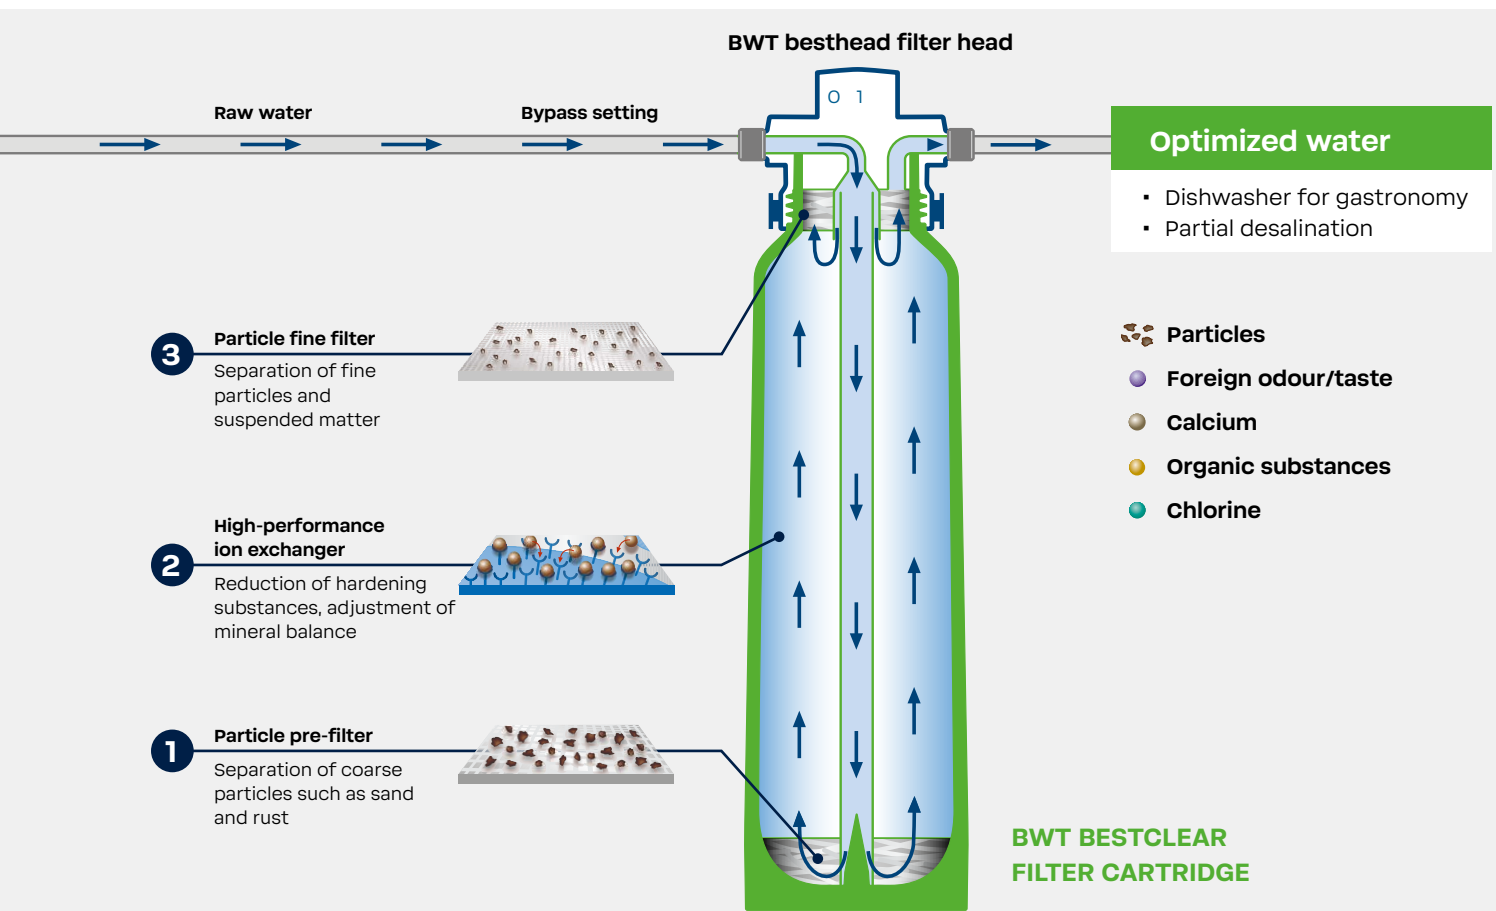 BWT besthead filter head
0 1
Raw water
Bypass setting
Optimized water
▪ Dishwasher for gastronomy
▪ Partial desalination
3
Particle fine filter
Separation of fine
particles and
suspended matter
Particles
Foreign odour/taste
Calcium
Organic substances
Chlorine
2
High-performance
ion exchanger
Reduction of hardening
substances, adjustment of
mineral balance
1
Particle pre-filter
Separation of coarse
particles such as sand
and rust
BWT BESTCLEAR
FILTER CARTRIDGE